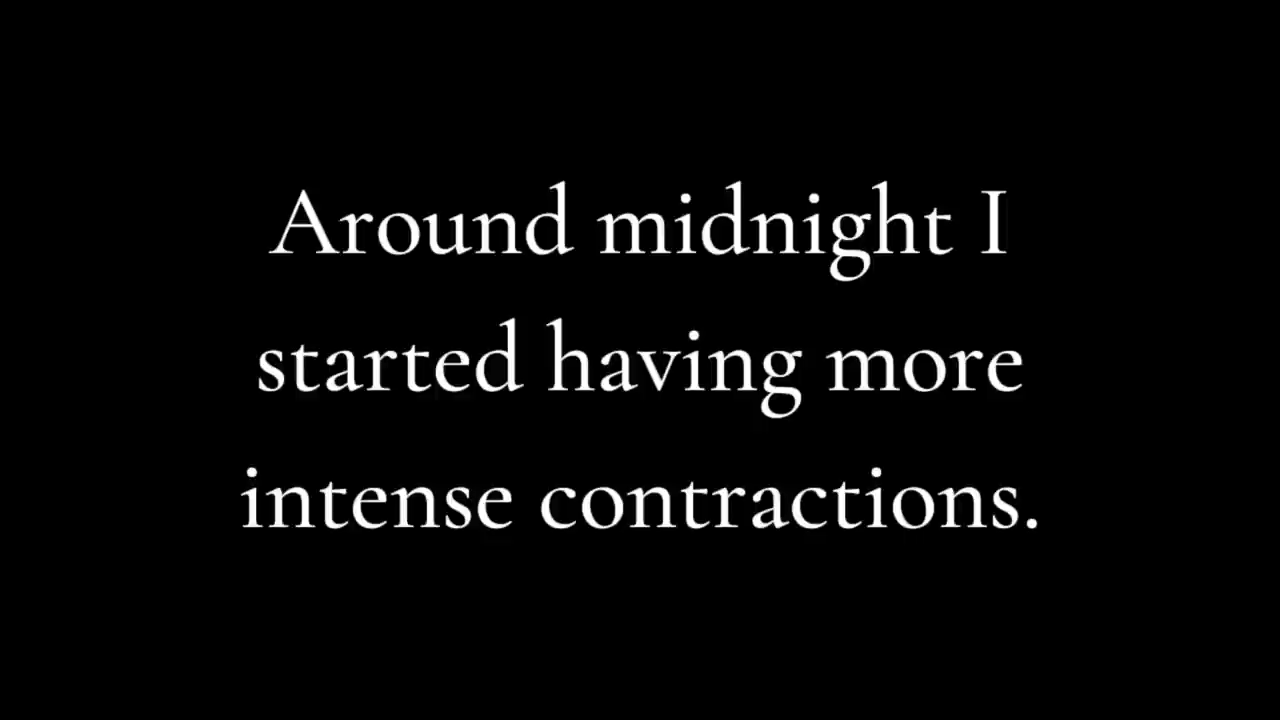 Around midnight I
started having more
intense contractions.